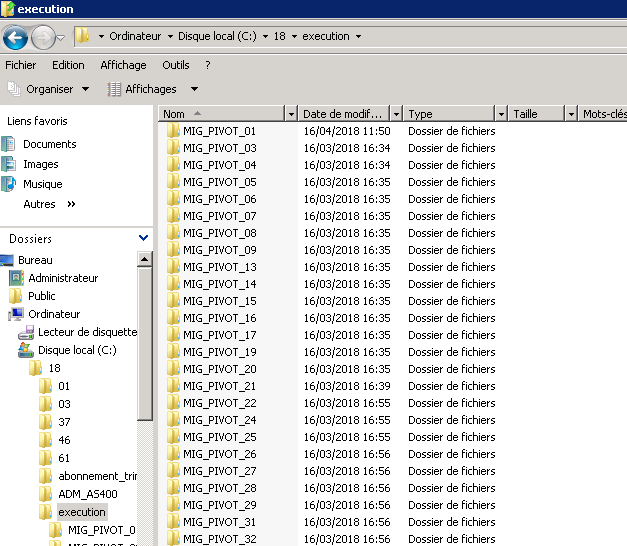 execution
Ordinateur Disque local (C:) 18 execution
Fichier Edition Affichage Outils ?
Organiser Affichages
Liens favoris
Documents
Images
Musique
Autres »
Dossiers
Bureau
Administrateur
Public
Ordinateur
Lecteur de disquette
Disque local (C:)
18
01
03
37
46
61
abonnement_trim
ADM_AS400
execution
MIG_PIVOT_0
Nom Date de modif... Type Taille Mots-clés
MIG_PIVOT_01 16/04/2018 11:50 Dossier de fichiers
MIG_PIVOT_03 16/03/2018 16:34 Dossier de fichiers
MIG_PIVOT_04 16/03/2018 16:34 Dossier de fichiers
MIG_PIVOT_05 16/03/2018 16:35 Dossier de fichiers
MIG_PIVOT_06 16/03/2018 16:35 Dossier de fichiers
MIG_PIVOT_07 16/03/2018 16:35 Dossier de fichiers
MIG_PIVOT_08 16/03/2018 16:35 Dossier de fichiers
MIG_PIVOT_09 16/03/2018 16:35 Dossier de fichiers
MIG_PIVOT_13 16/03/2018 16:35 Dossier de fichiers
MIG_PIVOT_14 16/03/2018 16:35 Dossier de fichiers
MIG_PIVOT_15 16/03/2018 16:35 Dossier de fichiers
MIG_PIVOT_16 16/03/2018 16:35 Dossier de fichiers
MIG_PIVOT_17 16/03/2018 16:35 Dossier de fichiers
MIG_PIVOT_19 16/03/2018 16:35 Dossier de fichiers
MIG_PIVOT_20 16/03/2018 16:35 Dossier de fichiers
MIG_PIVOT_21 16/03/2018 16:39 Dossier de fichiers
MIG_PIVOT_22 16/03/2018 16:55 Dossier de fichiers
MIG_PIVOT_24 16/03/2018 16:55 Dossier de fichiers
MIG_PIVOT_25 16/03/2018 16:55 Dossier de fichiers
MIG_PIVOT_26 16/03/2018 16:56 Dossier de fichiers
MIG_PIVOT_27 16/03/2018 16:56 Dossier de fichiers
MIG_PIVOT_28 16/03/2018 16:56 Dossier de fichiers
MIG_PIVOT_29 16/03/2018 16:56 Dossier de fichiers
MIG_PIVOT_31 16/03/2018 16:56 Dossier de fichiers
MIG_PIVOT_32 16/03/2018 16:56 Dossier de fichiers